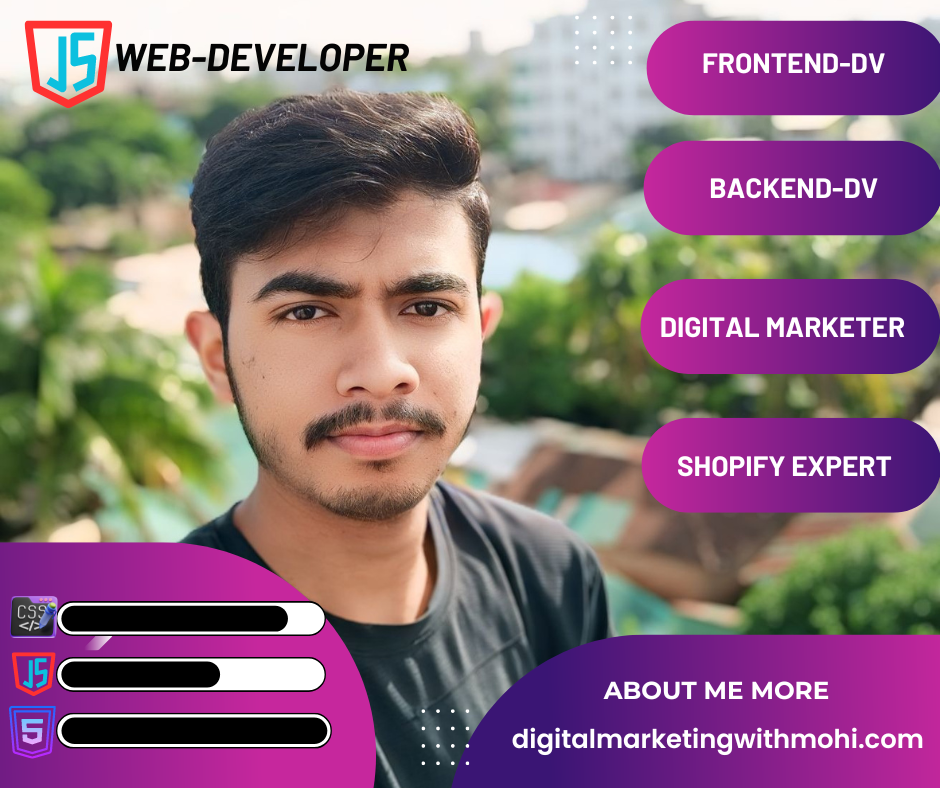 JS WEB-DEVELOPER
FRONTEND-DV
BACKEND-DV
DIGITAL MARKETER
SHOPIFY EXPERT
CSS
</>
JS
5
ABOUT ME MORE
digitalmarketingwithmohi.com